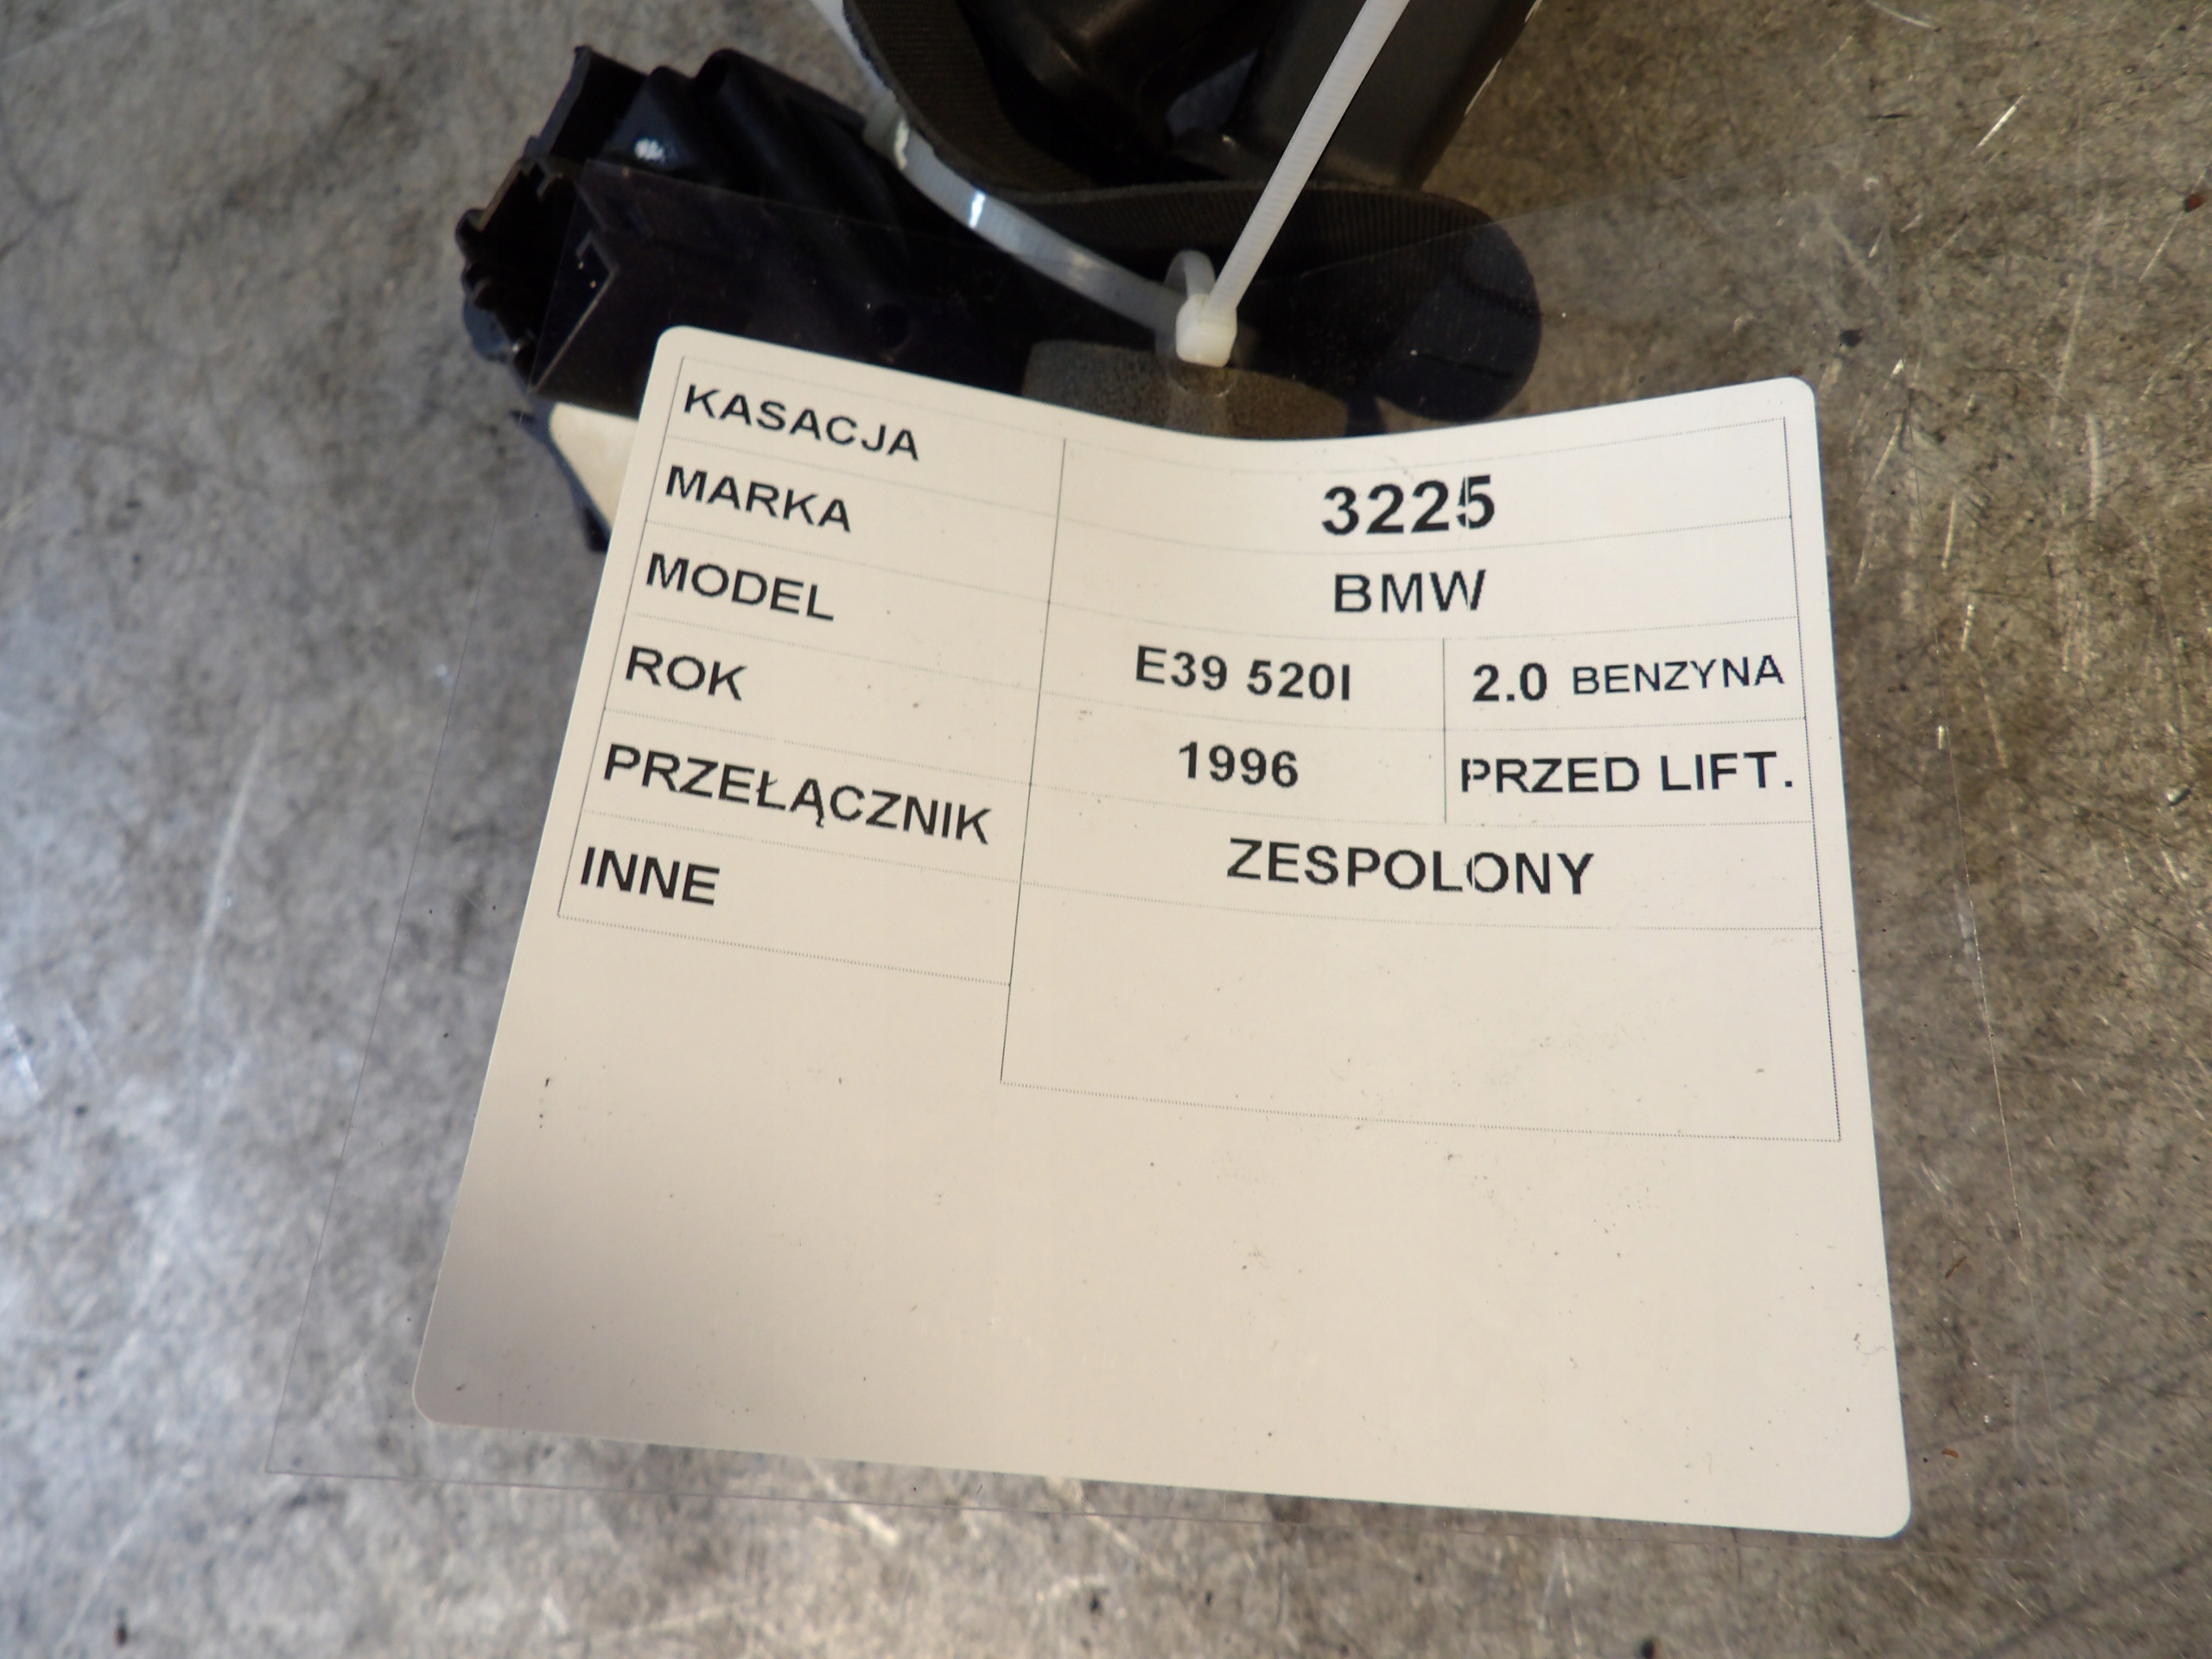 KASACJA 3225
MARKA BMW
MODEL E39 520I 2.0 BENZYNA
ROK 1996 PRZED LIFT.
PRZEŁĄCZNIK ZESPOLONY
INNE